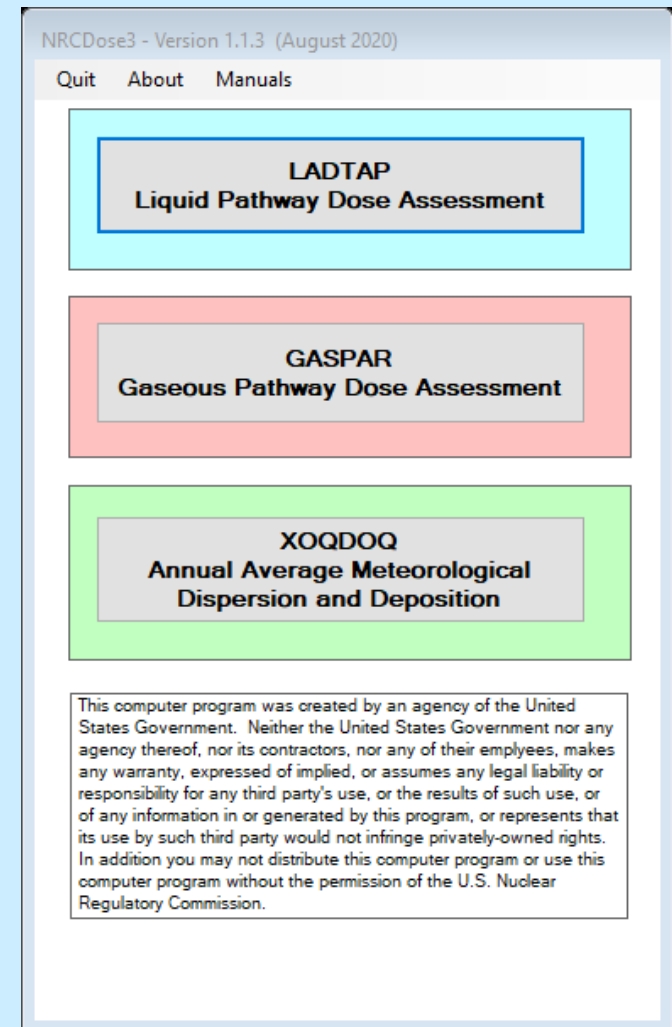 NRCDose3 - Version 1.1.3 (August 2020)
Quit About Manuals
LADTAP
Liquid Pathway Dose Assessment
GASPAR
Gaseous Pathway Dose Assessment
XOQDOQ
Annual Average Meteorological
Dispersion and Deposition
This computer program was created by an agency of the United
States Government. Neither the United States Government nor any
agency thereof, nor its contractors, nor any of their emplyees, makes
any warranty, expressed of implied, or assumes any legal liability or
responsibility for any third party's use, or the results of such use, or
of any information in or generated by this program, or represents that
its use by such third party would not infringe privately-owned rights.
In addition you may not distribute this computer program or use this
computer program without the permission of the U.S. Nuclear
Regulatory Commission.